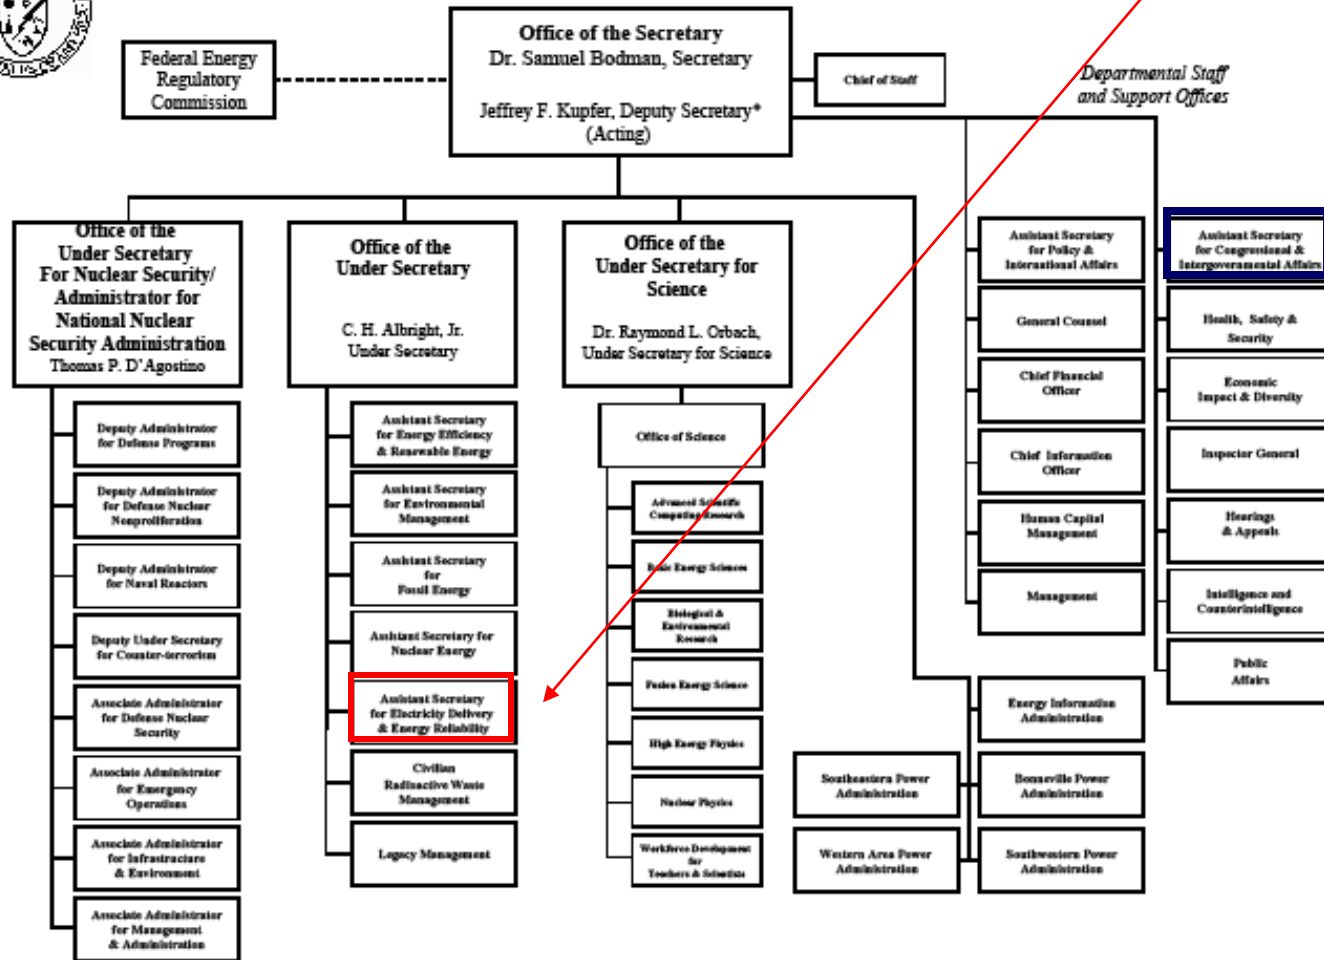 Federal Energy
Regulatory
Commission
Office of the Secretary
Dr. Samuel Bodman, Secretary
Jeffrey F. Kupfer, Deputy Secretary*
(Acting)
Chief of Staff
Departmental Staff
and Support Offices
Office of the
Under Secretary
For Nuclear Security/
Administrator for
National Nuclear
Security Administration
Thomas P. D'Agostino
Deputy Administrator
for Defense Programs
Deputy Administrator
for Defense Nuclear
Nonproliferation
Deputy Administrator
for Naval Reactors
Deputy Under Secretary
for Counter-terrorism
Associate Administrator
for Defense Nuclear
Security
Associate Administrator
for Emergency
Operations
Associate Administrator
for Infrastructure
& Environment
Associate Administrator
for Management
& Administration
Office of the
Under Secretary
C. H. Albright, Jr.
Under Secretary
Assistant Secretary
for Energy Efficiency
& Renewable Energy
Assistant Secretary
for Environmental
Management
Assistant Secretary
for
Fossil Energy
Assistant Secretary for
Nuclear Energy
Assistant Secretary
for Electricity Delivery
& Energy Reliability
Civilian
Radioactive Waste
Management
Legacy Management
Office of the
Under Secretary for
Science
Dr. Raymond L. Orbach,
Under Secretary for Science
Office of Science
Advanced Scientific
Computing Research
Basic Energy Sciences
Biological &
Environmental
Research
Fusion Energy Science
High Energy Physics
Nuclear Physics
Workforce Development
for
Teachers & Scientists
Assistant Secretary
for Policy &
International Affairs
General Counsel
Chief Financial
Officer
Chief Information
Officer
Human Capital
Management
Management
Assistant Secretary
for Congressional &
Intergovernmental Affairs
Health, Safety &
Security
Economic
Impact & Diversity
Inspector General
Hearings
& Appeals
Intelligence and
Counterintelligence
Public
Affairs
Energy Information
Administration
Southeastern Power
Administration
Bonneville Power
Administration
Western Area Power
Administration
Southwestern Power
Administration